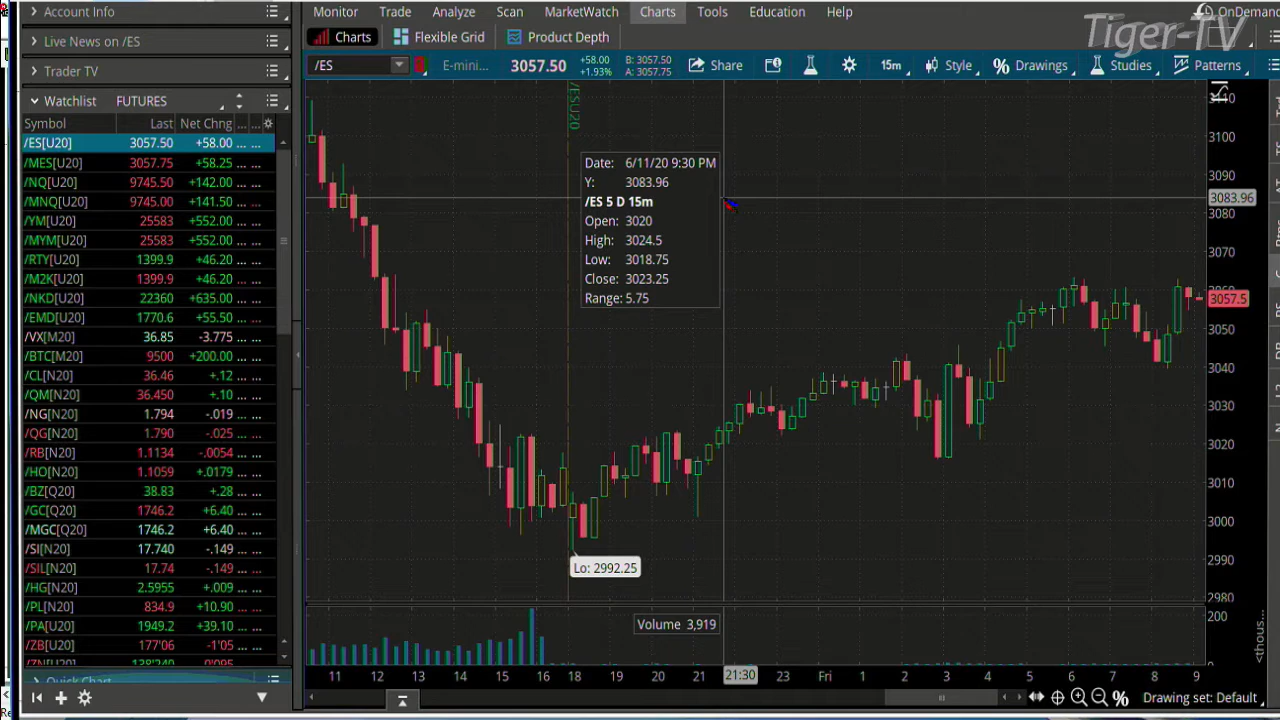 Account Info
Live News on /ES
Trader TV
Watchlist FUTURES
Symbol Last Net Chng
/ES[U20] 3057.50 +58.00 ... ...
/MES[U20] 3057.75 +58.25 ... ...
/NQ[U20] 9745.50 +142.00 ... ...
/MNQ[U20] 9745.00 +141.50 ... ...
/YM[U20] 25583 +552.00 ... ...
/MYM[U20] 25583 +552.00 ... ...
/RTY[U20] 1399.9 +46.20 ... ...
/M2K[U20] 1399.9 +46.20 ... ...
/NKD[U20] 22360 +635.00 ... ...
/EMD[U20] 1770.6 +55.50 ... ...
/VX[M20] 36.85 -3.775 ... ...
/BTC[M20] 9500 +200.00 ... ...
/CL[N20] 36.46 +.12 ... ...
/QM[N20] 36.450 +.10 ... ...
/NG[N20] 1.794 -.019 ... ...
/QG[N20] 1.790 -.025 ... ...
/RB[N20] 1.1134 -.0054 ... ...
/HO[N20] 1.1059 +.0179 ... ...
/BZ[Q20] 38.83 +.28 ... ...
/GC[Q20] 1746.2 +6.40 ... ...
/MGC[Q20] 1746.2 +6.40 ... ...
/SI[N20] 17.740 -.149 ... ...
/SIL[N20] 17.74 -.149 ... ...
/HG[N20] 2.5955 +.009 ... ...
/PL[N20] 834.9 +10.90 ... ...
/PA[U20] 1949.2 +39.10 ... ...
/ZB[U20] 177'06 -1'05 ... ...
/ZN[U20] 138'240 0'095
Quick Chart
Monitor Trade Analyze Scan MarketWatch Charts Tools Education Help
OnDemand
Tiger-TV
Charts Flexible Grid Product Depth
/ES E-mini... 3057.50 +58.00 +1.93% B: 3057.50 A: 3057.75 Share 15m Style % Drawings Studies Patterns
/ESU20
Date: 6/11/20 9:30 PM
Y: 3083.96
/ES 5 D 15m
Open: 3020
High: 3024.5
Low: 3018.75
Close: 3023.25
Range: 5.75
3110
3100
3090
3083.96
3080
3070
3060
3057.5
3050
3040
3030
3020
3010
3000
2990
2980
Lo: 2992.25
Volume 3,919
200
0
<thous...
11 12 13 14 15 16 18 19 20 21 21:30 23 Fri 1 2 3 4 5 6 7 8 9
% Drawing set: Default